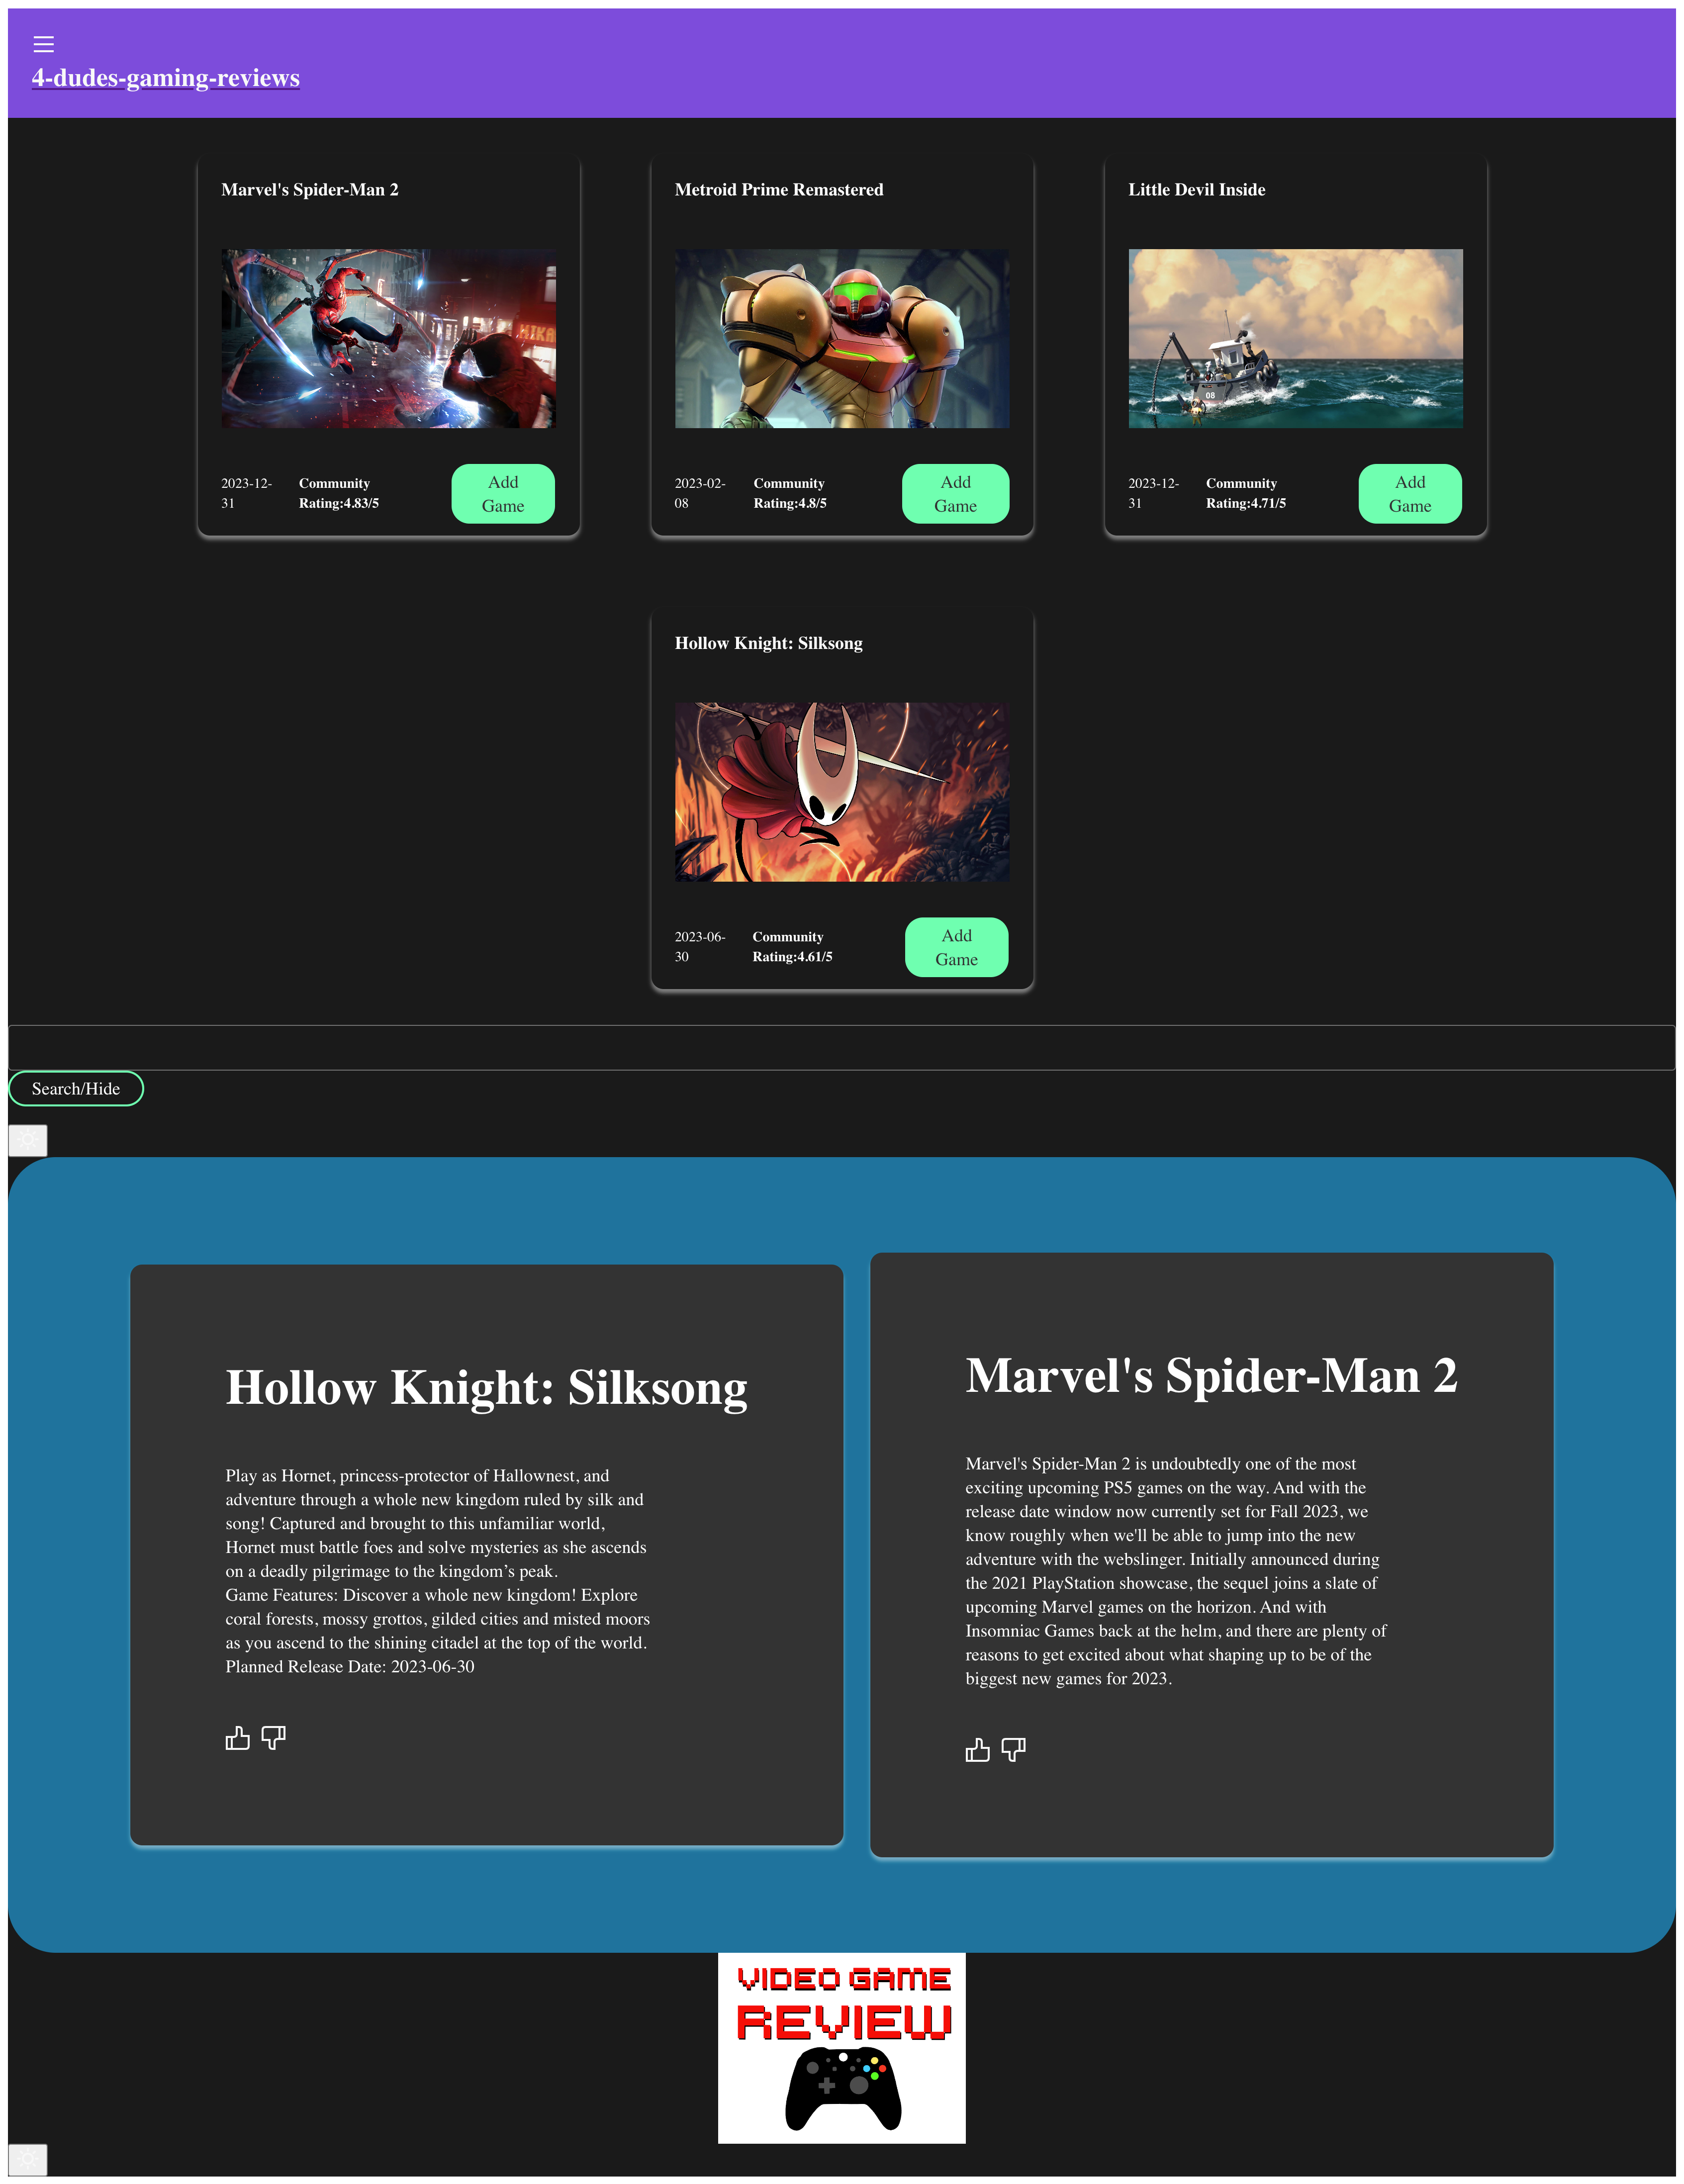 4-dudes-gaming-reviews
Marvel's Spider-Man 2
2023-12-
31
Community
Rating:4.83/5
Add
Game
Metroid Prime Remastered
2023-02-
08
Community
Rating:4.8/5
Add
Game
Little Devil Inside
08
2023-12-
31
Community
Rating:4.71/5
Add
Game
Hollow Knight: Silksong
2023-06-
30
Community
Rating:4.61/5
Add
Game
Search/Hide
Hollow Knight: Silksong
Play as Hornet, princess-protector of Hallownest, and
adventure through a whole new kingdom ruled by silk and
song! Captured and brought to this unfamiliar world,
Hornet must battle foes and solve mysteries as she ascends
on a deadly pilgrimage to the kingdom’s peak.
Game Features: Discover a whole new kingdom! Explore
coral forests, mossy grottos, gilded cities and misted moors
as you ascend to the shining citadel at the top of the world.
Planned Release Date: 2023-06-30
Marvel's Spider-Man 2
Marvel's Spider-Man 2 is undoubtedly one of the most
exciting upcoming PS5 games on the way. And with the
release date window now currently set for Fall 2023, we
know roughly when we'll be able to jump into the new
adventure with the webslinger. Initially announced during
the 2021 PlayStation showcase, the sequel joins a slate of
upcoming Marvel games on the horizon. And with
Insomniac Games back at the helm, and there are plenty of
reasons to get excited about what shaping up to be of the
biggest new games for 2023.
VIDEO GAME
REVIEW